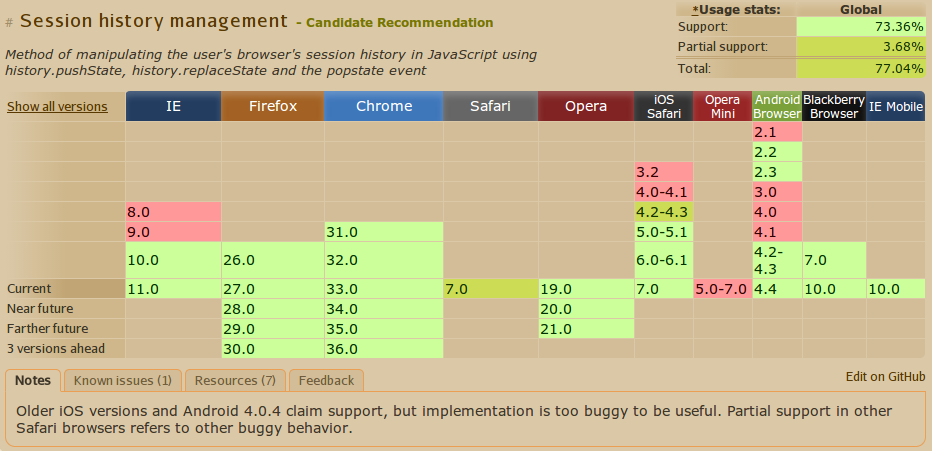 # Session history management - Candidate Recommendation
*Usage stats: Global
Support: 73.36%
Partial support: 3.68%
Total: 77.04%
Method of manipulating the user's browser's session history in JavaScript using
history.pushState, history.replaceState and the popstate event
Show all versions IE Firefox Chrome Safari Opera iOS Safari Opera Mini Android Browser Blackberry Browser IE Mobile
2.1
2.2
3.2 2.3
4.0-4.1 3.0
8.0 4.2-4.3 4.0
9.0 31.0 5.0-5.1 4.1
10.0 26.0 32.0 6.0-6.1 4.2-4.3 7.0
Current 11.0 27.0 33.0 7.0 19.0 7.0 5.0-7.0 4.4 10.0 10.0
Near future 28.0 34.0 20.0
Farther future 29.0 35.0 21.0
3 versions ahead 30.0 36.0
Notes Known issues (1) Resources (7) Feedback Edit on GitHub
Older iOS versions and Android 4.0.4 claim support, but implementation is too buggy to be useful. Partial support in other
Safari browsers refers to other buggy behavior.